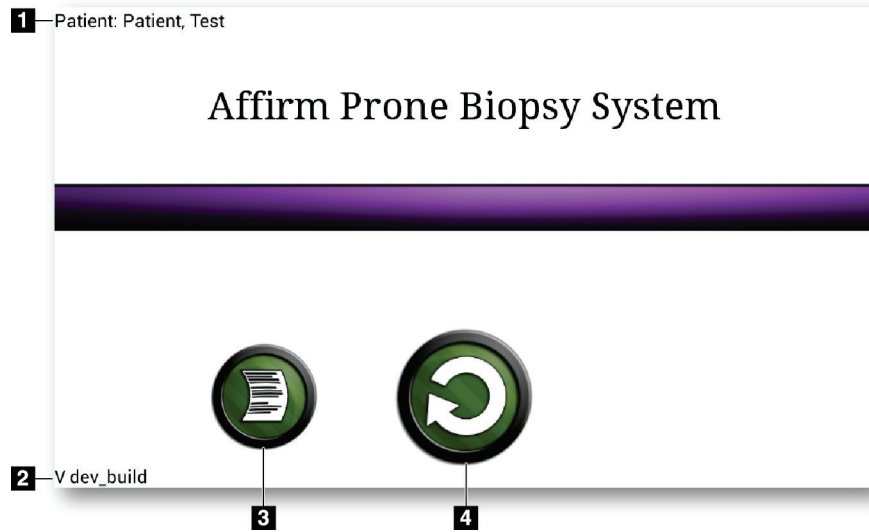 1 Patient: Patient, Test
Affirm Prone Biopsy System
2 V dev_build
3 4